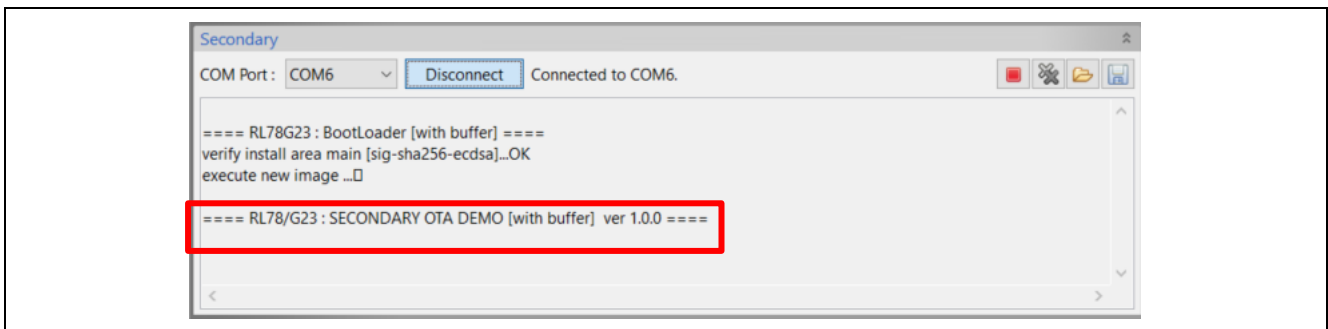 Secondary
COM Port : COM6 Disconnect Connected to COM6.
==== RL78G23 : BootLoader [with buffer] ====
verify install area main [sig-sha256-ecdsa]...OK
execute new image ...▯
==== RL78/G23 : SECONDARY OTA DEMO [with buffer] ver 1.0.0 ====